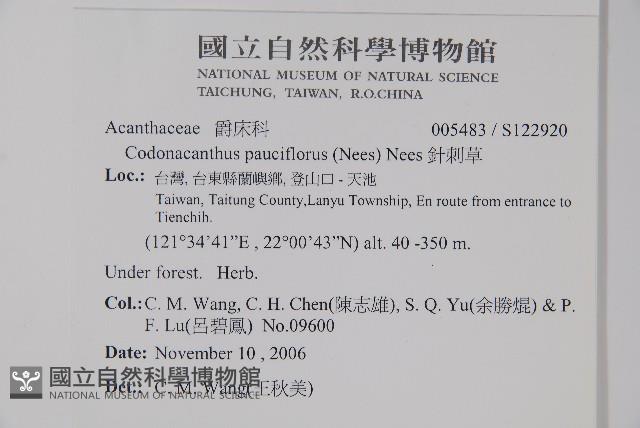 國立自然科學博物館
NATIONAL MUSEUM OF NATURAL SCIENCE
TAICHUNG, TAIWAN, R.O.CHINA
Acanthaceae 爵床科 005483 / S122920
Codonacanthus pauciflorus (Nees) Nees 針刺草
Loc.: 台灣, 台東縣蘭嶼鄉, 登山口 - 天池
Taiwan, Taitung County,Lanyu Township, En route from entrance to
Tienchih.
(121°34'41”E , 22°00'43”N) alt. 40 -350 m.
Under forest. Herb.
Col.: C. M. Wang, C. H. Chen(陳志雄), S. Q. Yu(余勝焜) & P.
F. Lu(呂碧鳳) No.09600
Date: November 10 , 2006
Det.: C. M. Wang(王秋美)
國立自然科學博物館
NATIONAL MUSEUM OF NATURAL SCIENCE